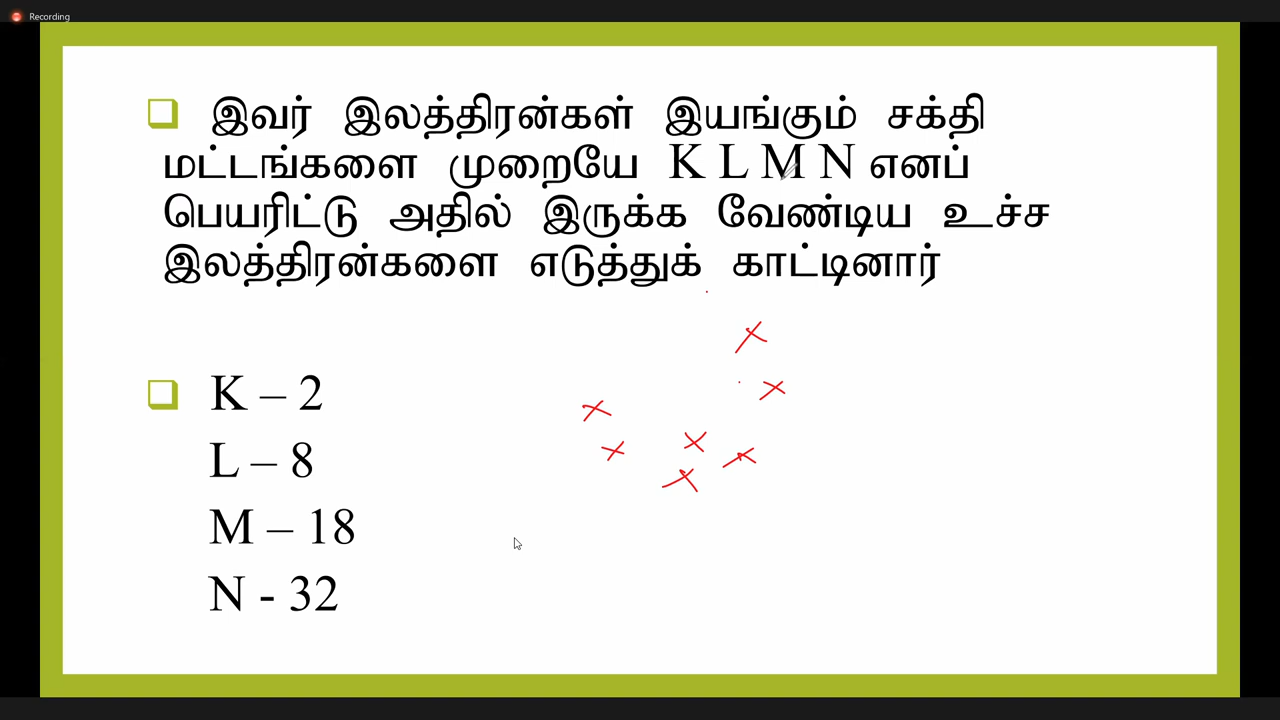 Recording
இவர் இலத்திரன்கள் இயங்கும் சக்தி
மட்டங்களை முறையே K L M N எனப்
பெயரிட்டு அதில் இருக்க வேண்டிய உச்ச
இலத்திரன்களை எடுத்துக் காட்டினார்
K – 2
L – 8
M – 18
N - 32